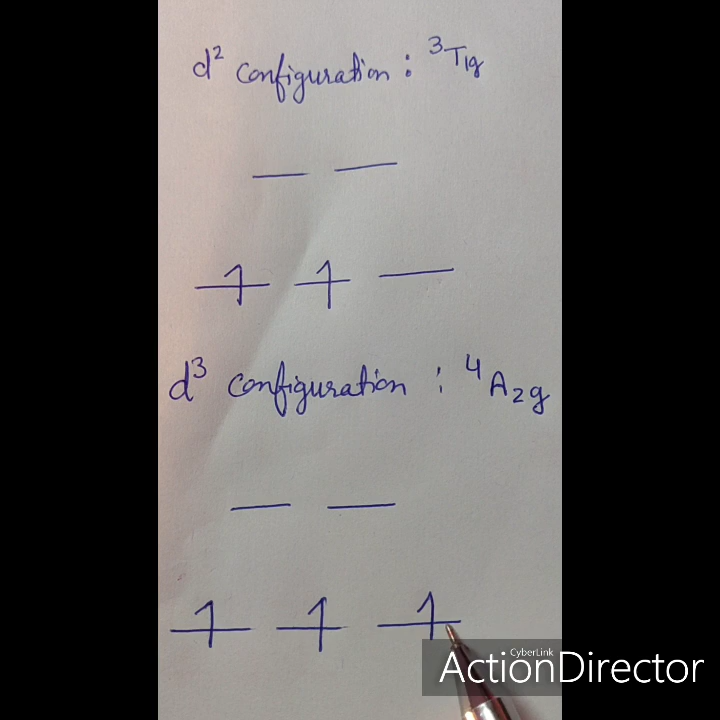 d² configuration : ³T₁g
d³ configuration : ⁴A₂g
CyberLink
ActionDirector